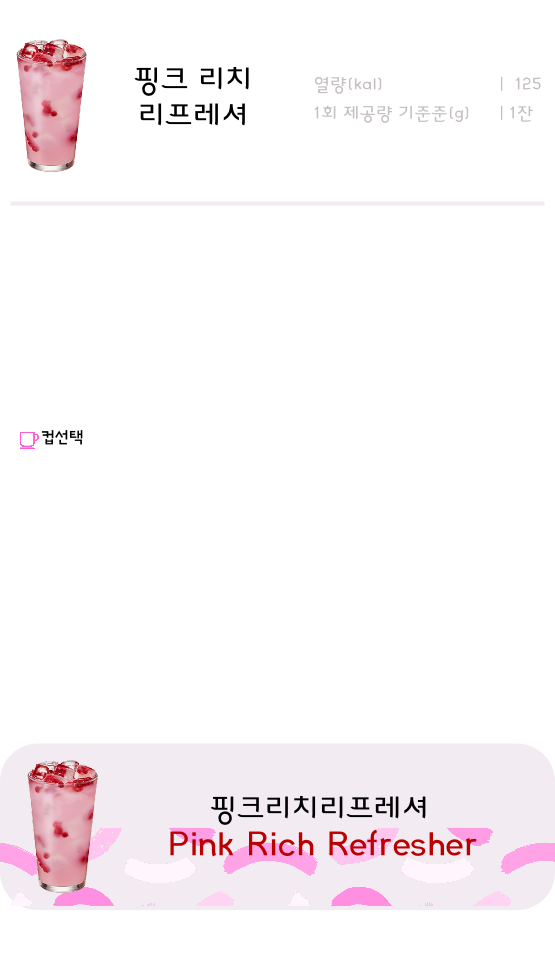 핑크 리치
리프레셔
열량(kal) | 125
1회 제공량 기준준(g) | 1잔
컵선택
핑크리치리프레셔
Pink Rich Refresher